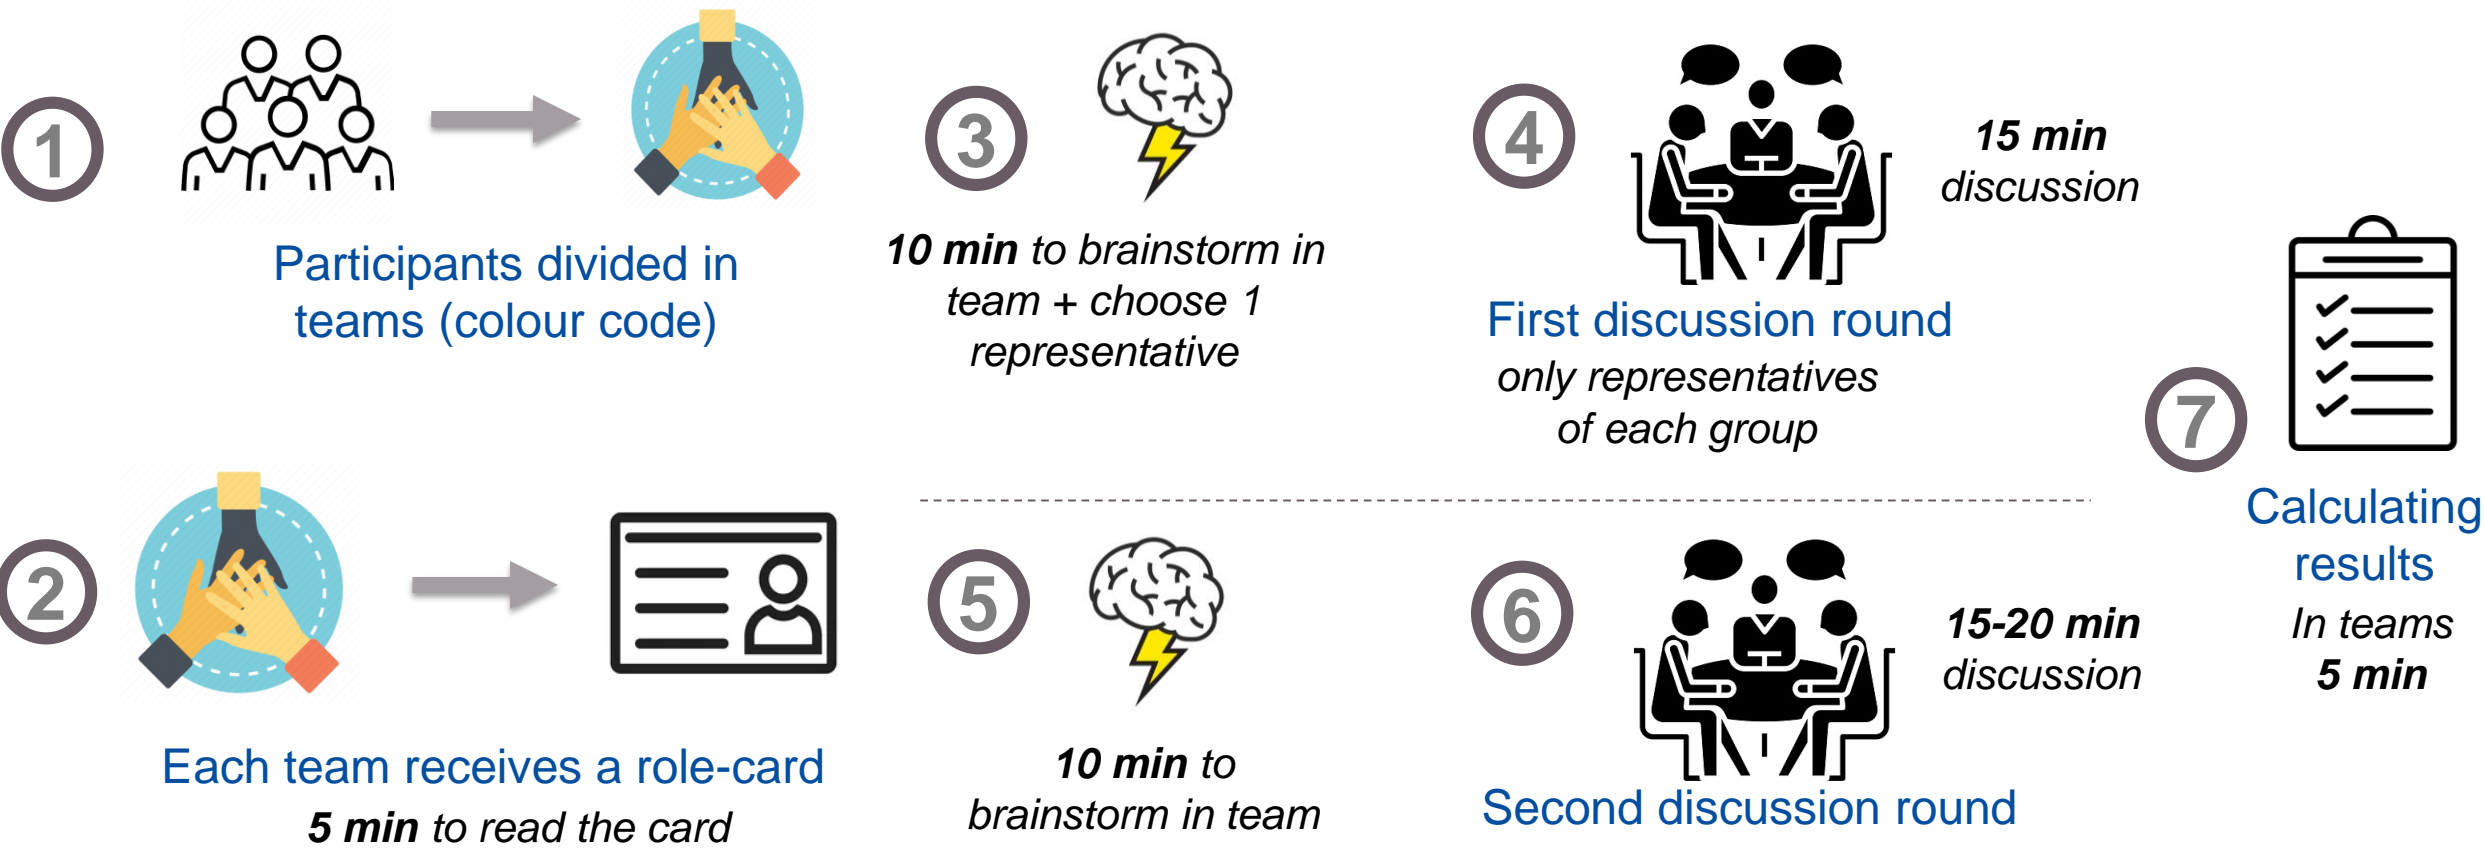 1
Participants divided in
teams (colour code)
2
Each team receives a role-card
5 min to read the card
3
10 min to brainstorm in
team + choose 1
representative
4
15 min
discussion
First discussion round
only representatives
of each group
5
10 min to
brainstorm in team
6
15-20 min
discussion
Second discussion round
7
Calculating
results
In teams
5 min